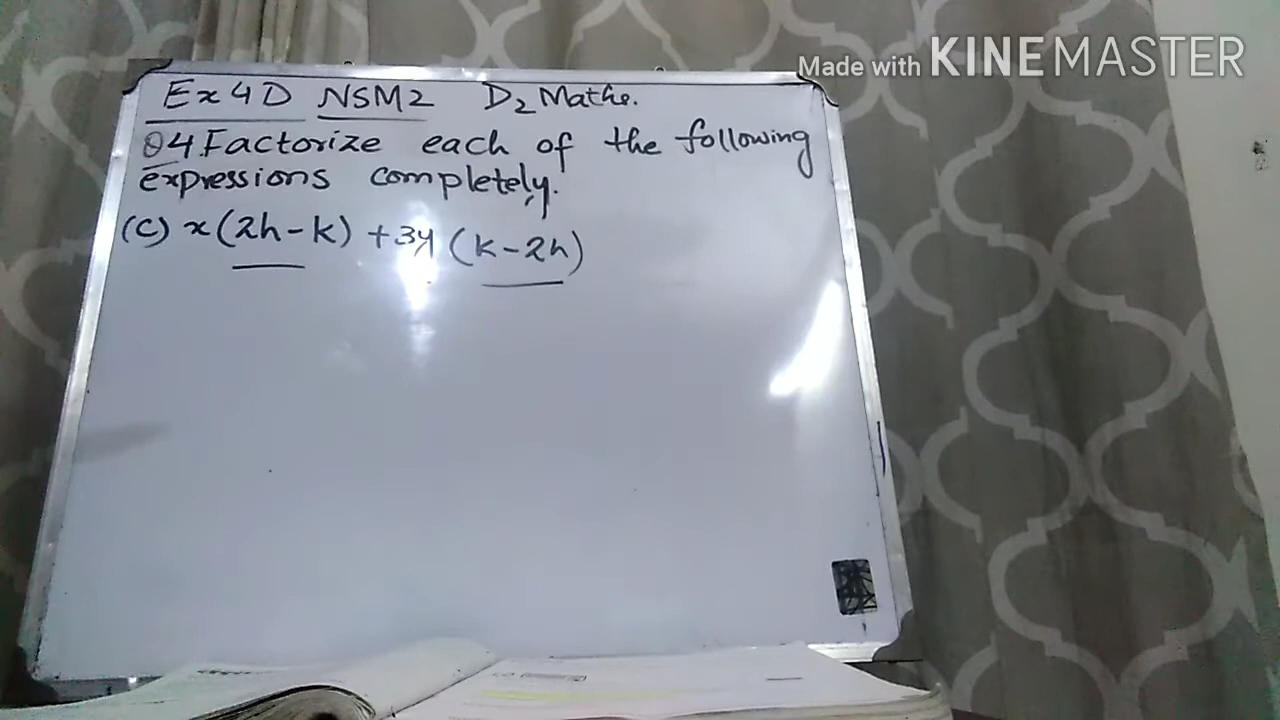 Made with KINEMASTER
Ex 4D NSM2 D2 Maths.
Q4 Factorize each of the following
expressions completely.
(c) x(2h-k) +3y (k-2h)